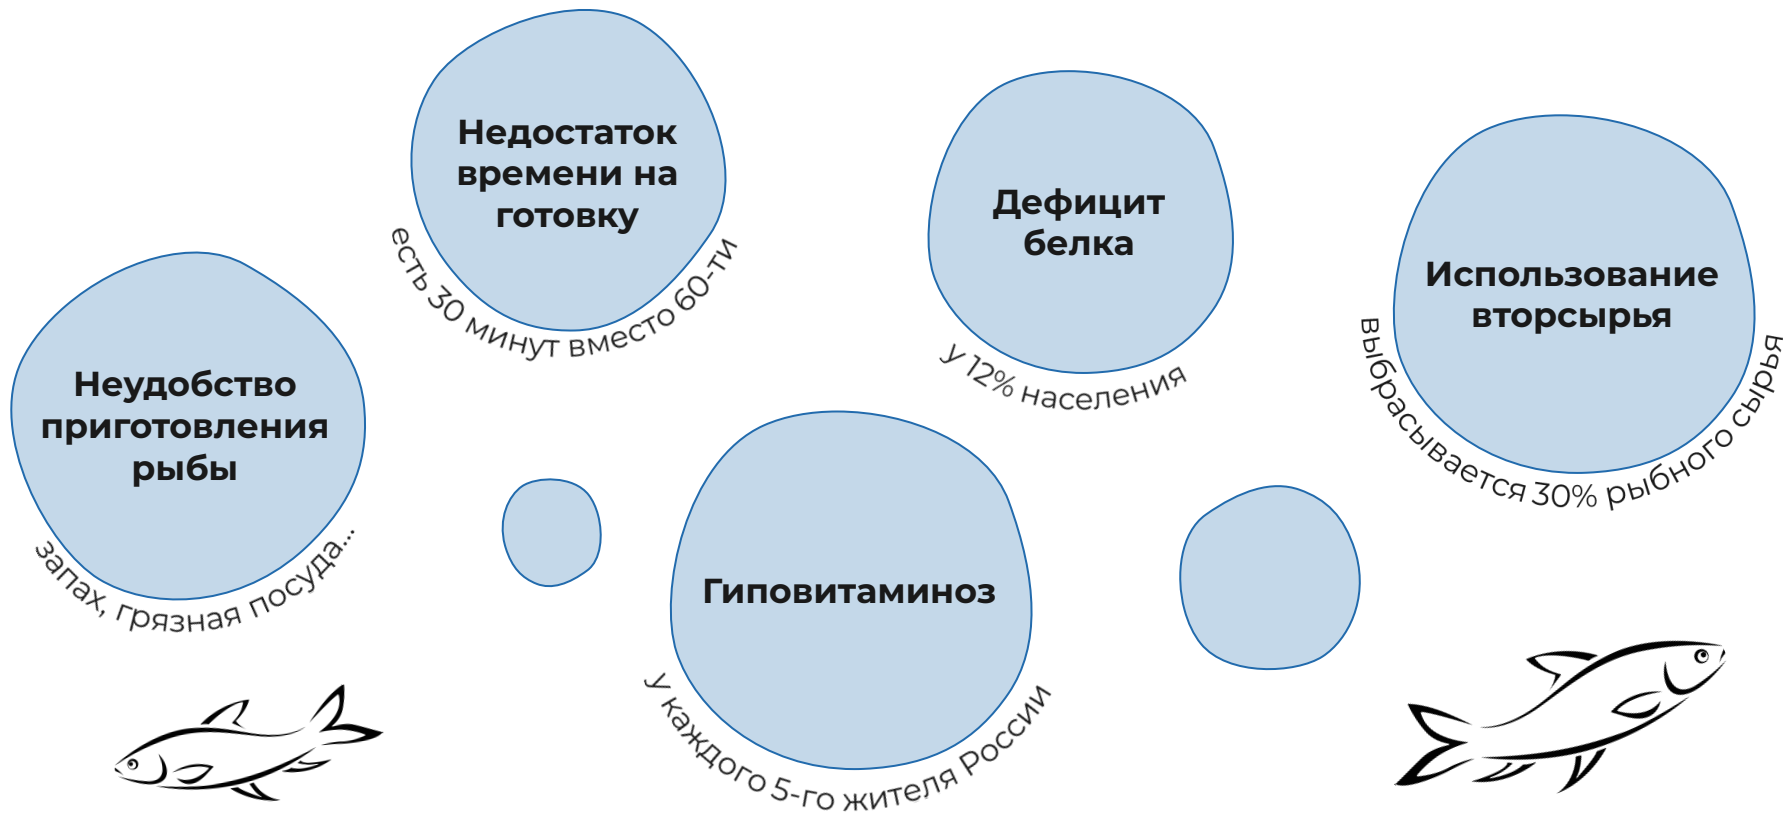 Недостаток
времени на
готовку
есть 30 минут вместо 60-ти
Дефицит
белка
у 12% населения
Использование
вторсырья
выбрасывается 30% рыбного сырья
Неудобство
приготовления
рыбы
запах, грязная посуда...
Гиповитаминоз
у каждого 5-го жителя России